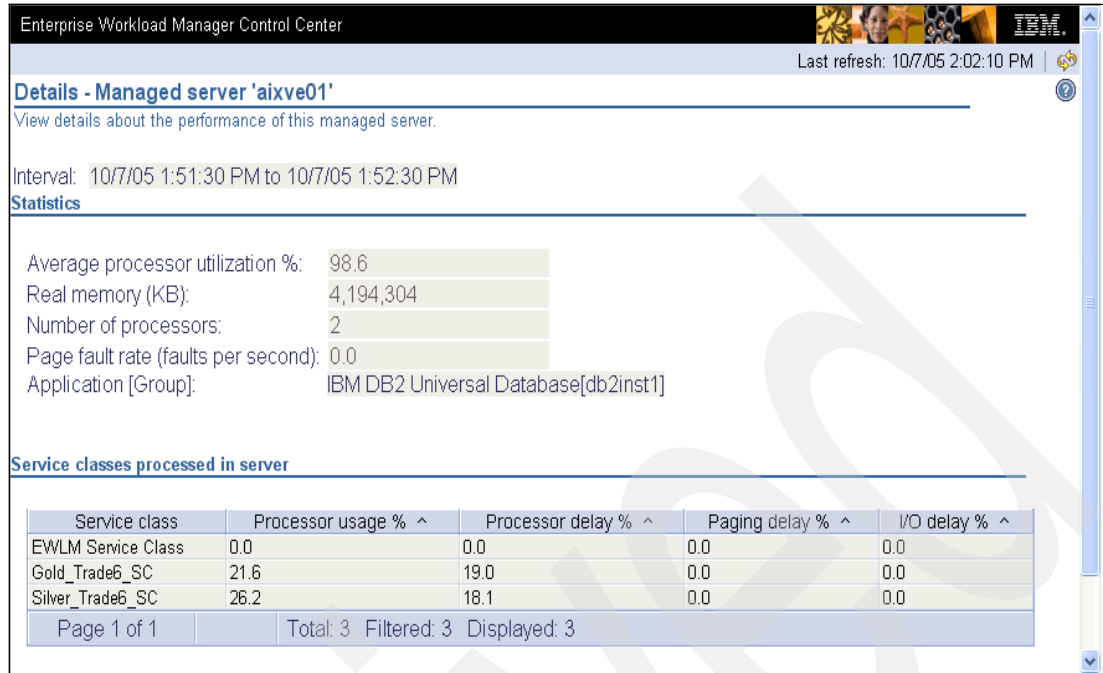 Enterprise Workload Manager Control Center
IBM.
Last refresh: 10/7/05 2:02:10 PM
Details - Managed server 'aixve01'
View details about the performance of this managed server.
Interval: 10/7/05 1:51:30 PM to 10/7/05 1:52:30 PM
Statistics
Average processor utilization %: 98.6
Real memory (KB): 4,194,304
Number of processors: 2
Page fault rate (faults per second): 0.0
Application [Group]: IBM DB2 Universal Database[db2inst1]
Service classes processed in server
Service class Processor usage % ^ Processor delay % ^ Paging delay % ^ I/O delay % ^
EWLM Service Class 0.0 0.0 0.0 0.0
Gold_Trade6_SC 21.6 19.0 0.0 0.0
Silver_Trade6_SC 26.2 18.1 0.0 0.0
Page 1 of 1 Total: 3 Filtered: 3 Displayed: 3